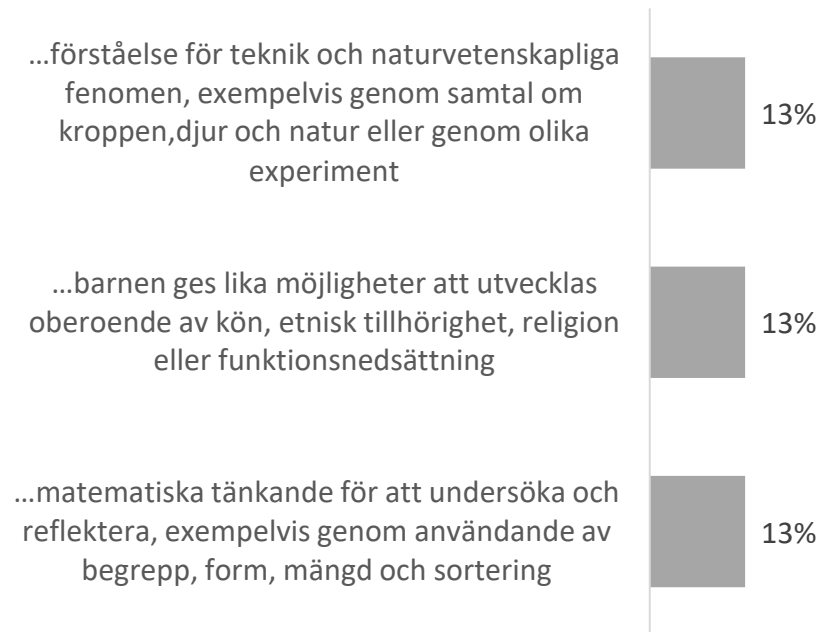 ...förståelse för teknik och naturvetenskapliga
fenomen, exempelvis genom samtal om
kroppen,djur och natur eller genom olika
experiment
13%
...barnen ges lika möjligheter att utvecklas
oberoende av kön, etnisk tillhörighet, religion
eller funktionsnedsättning
13%
...matematiska tänkande för att undersöka och
reflektera, exempelvis genom användande av
begrepp, form, mängd och sortering
13%